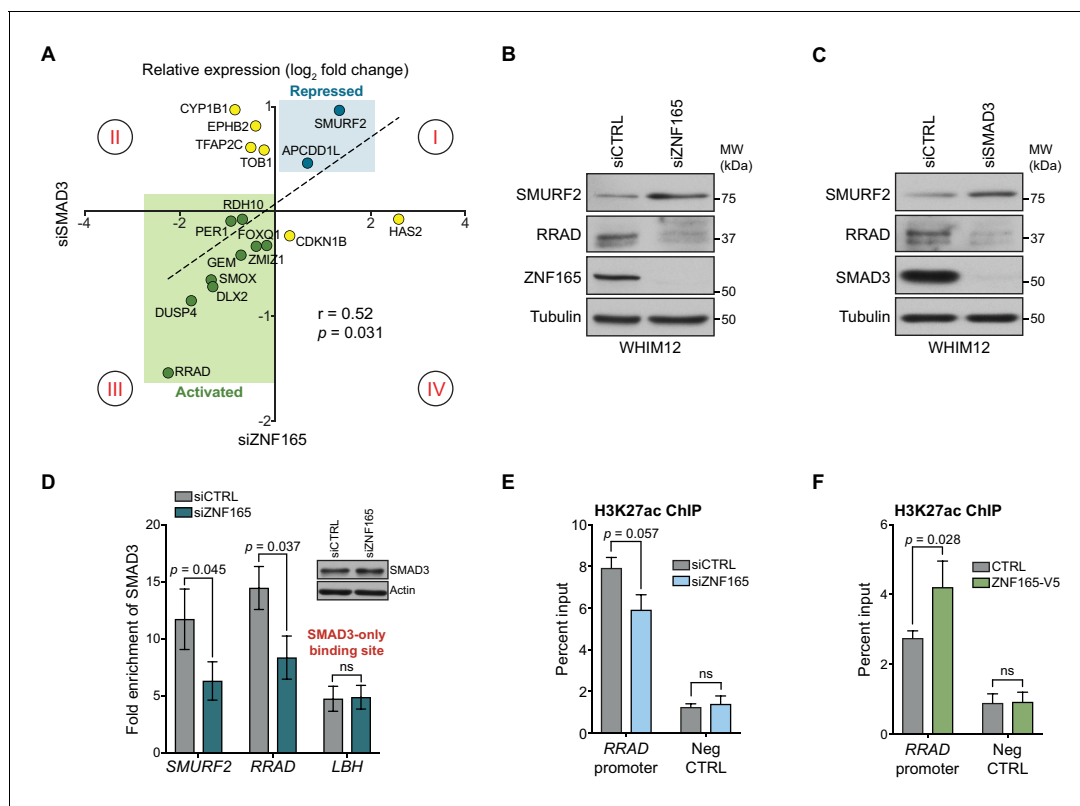 A
Relative expression (log2 fold change)
Repressed
Activated
I
II
III
IV
siSMAD3
siZNF165
-4
-2
2
4
1
-1
-2
CYP1B1
EPHB2
TFAP2C
TOB1
SMURF2
APCDD1L
RDH10
PER1
FOXQ1
CDKN1B
HAS2
GEM
ZMIZ1
SMOX
DLX2
DUSP4
RRAD
r = 0.52
p = 0.031
B
siCTRL
siZNF165
MW
(kDa)
SMURF2
75
RRAD
37
ZNF165
50
Tubulin
50
WHIM12
C
siCTRL
siSMAD3
MW
(kDa)
SMURF2
75
RRAD
37
SMAD3
50
Tubulin
50
WHIM12
D
siCTRL
siZNF165
Fold enrichment of SMAD3
20
15
10
5
0
p = 0.045
p = 0.037
siCTRL
siZNF165
SMAD3
Actin
SMAD3-only
binding site
ns
SMURF2
RRAD
LBH
E
H3K27ac ChIP
Percent input
10
8
6
4
2
0
p = 0.057
siCTRL
siZNF165
ns
RRAD
promoter
Neg
CTRL
F
H3K27ac ChIP
Percent input
6
4
2
0
p = 0.028
CTRL
ZNF165-V5
ns
RRAD
promoter
Neg
CTRL